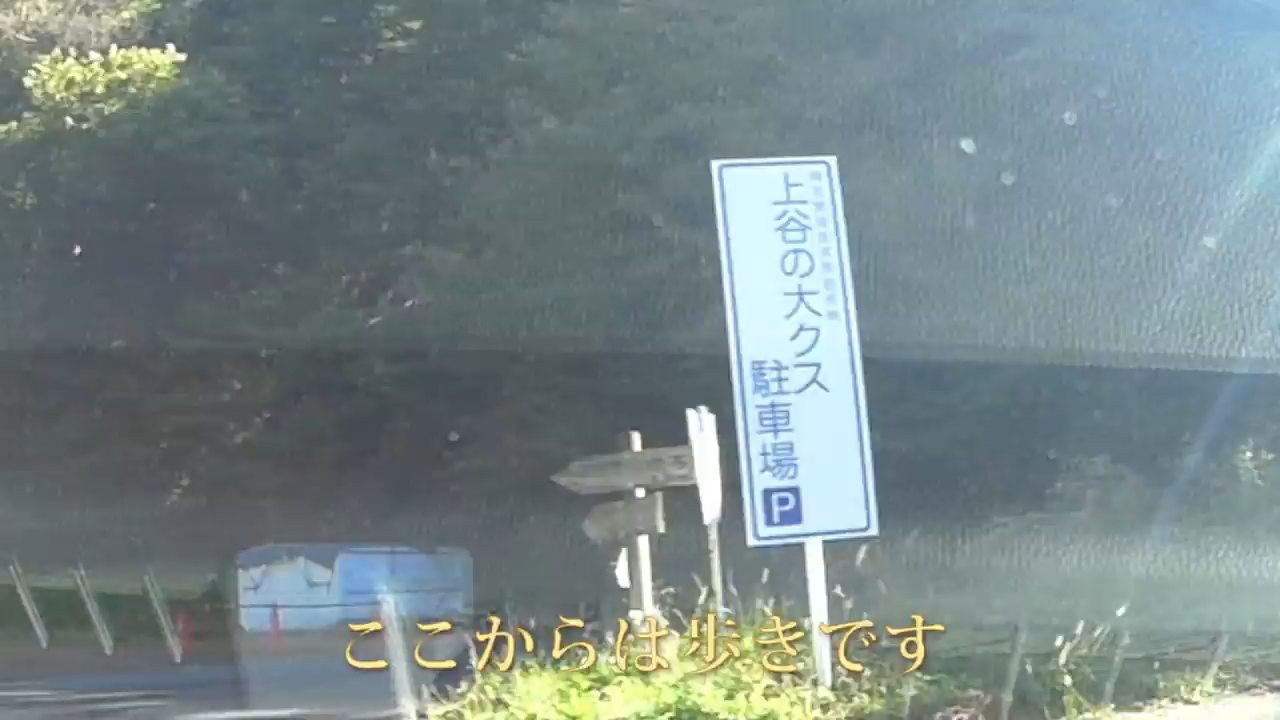 上谷の大クス
駐車場
P
ここからは歩きです